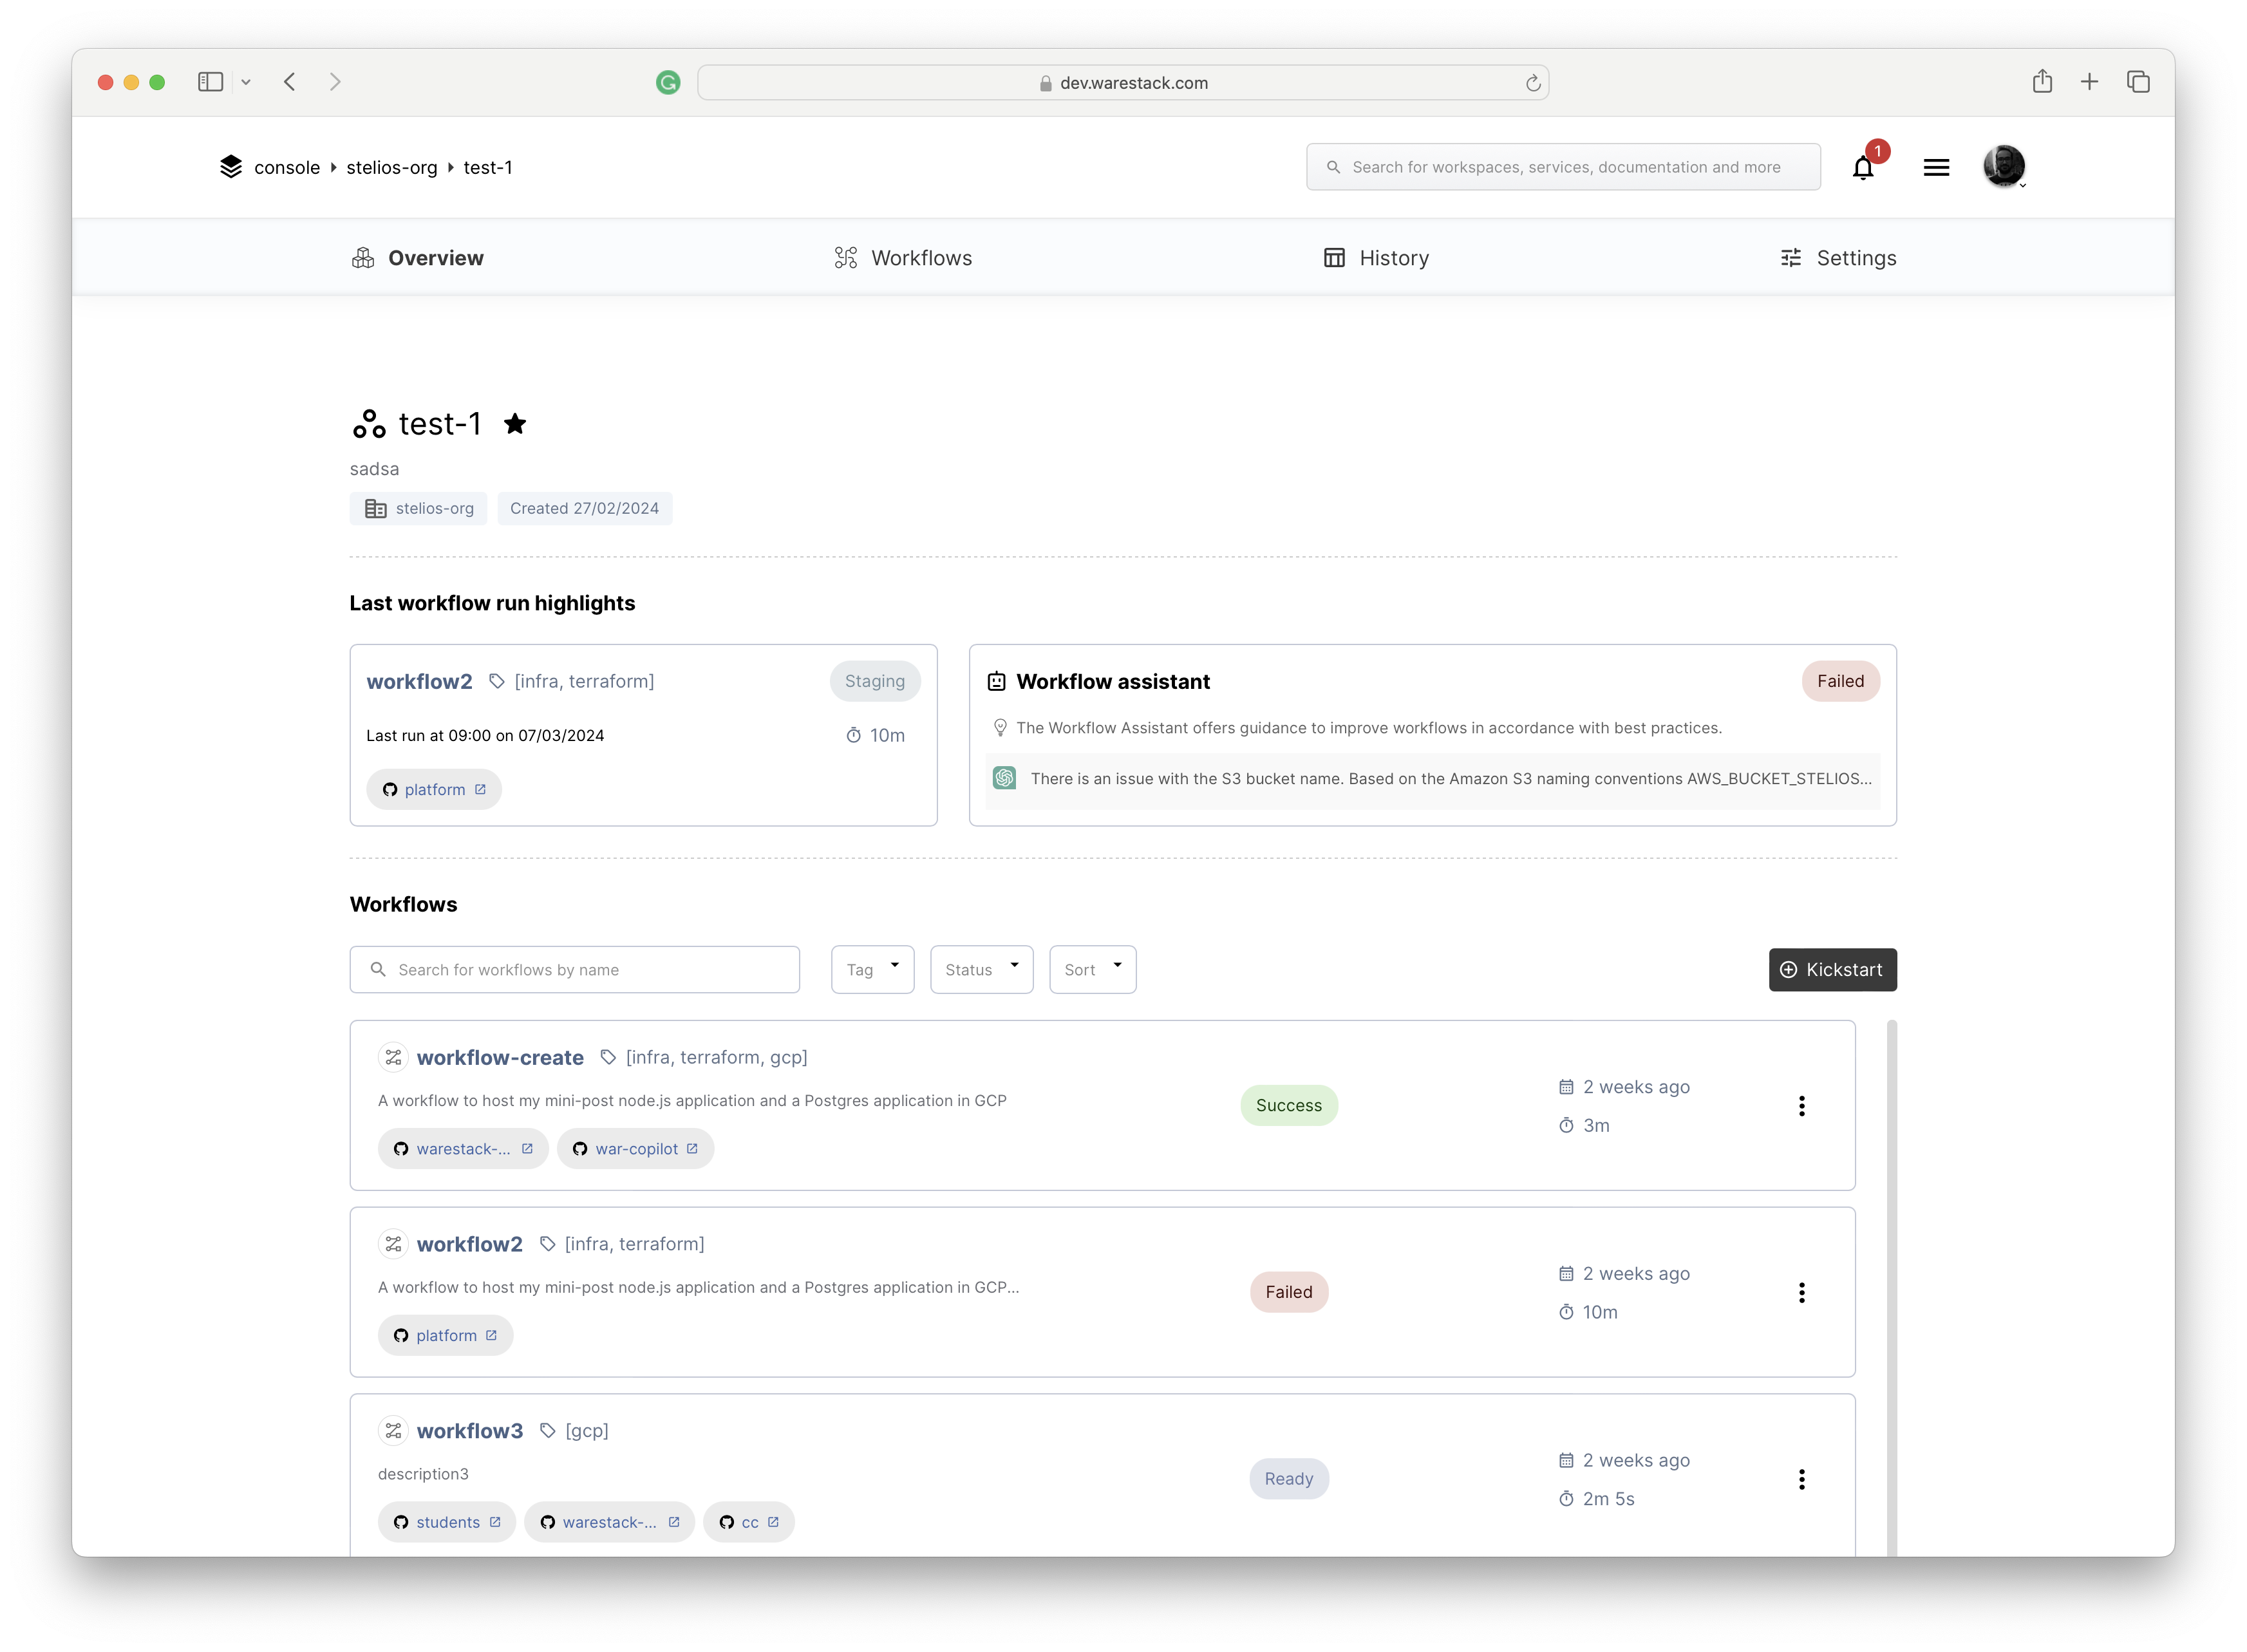 dev.warestack.com
console stelios-org test-1
Search for workspaces, services, documentation and more
1
Overview
Workflows
History
Settings
test-1
sadsa
stelios-org
Created 27/02/2024
Last workflow run highlights
workflow2 [infra, terraform] Staging
Last run at 09:00 on 07/03/2024 10m
platform
Workflow assistant Failed
The Workflow Assistant offers guidance to improve workflows in accordance with best practices.
There is an issue with the S3 bucket name. Based on the Amazon S3 naming conventions AWS_BUCKET_STELIOS...
Workflows
Search for workflows by name
Tag
Status
Sort
Kickstart
workflow-create [infra, terraform, gcp]
A workflow to host my mini-post node.js application and a Postgres application in GCP
warestack-... war-copilot
Success
2 weeks ago
3m
workflow2 [infra, terraform]
A workflow to host my mini-post node.js application and a Postgres application in GCP...
platform
Failed
2 weeks ago
10m
workflow3 [gcp]
description3
students warestack-... cc
Ready
2 weeks ago
2m 5s